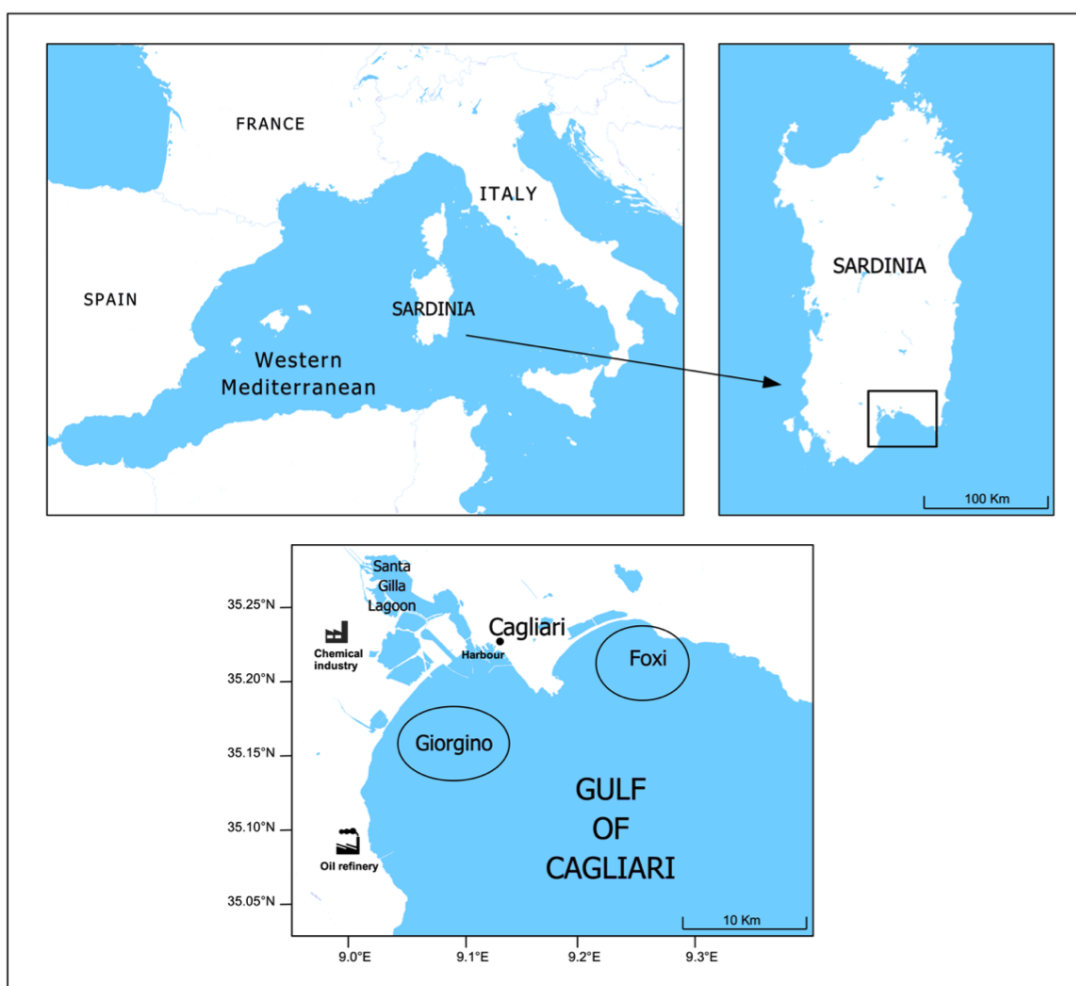 FRANCE
ITALY
SPAIN
SARDINIA
Western
Mediterranean
SARDINIA
100 Km
Santa
Gilla
Lagoon
Cagliari
Harbour
Chemical
industry
Foxi
Giorgino
GULF
OF
CAGLIARI
Oil refinery
10 Km
35.25°N
35.20°N
35.15°N
35.10°N
35.05°N
9.0°E
9.1°E
9.2°E
9.3°E